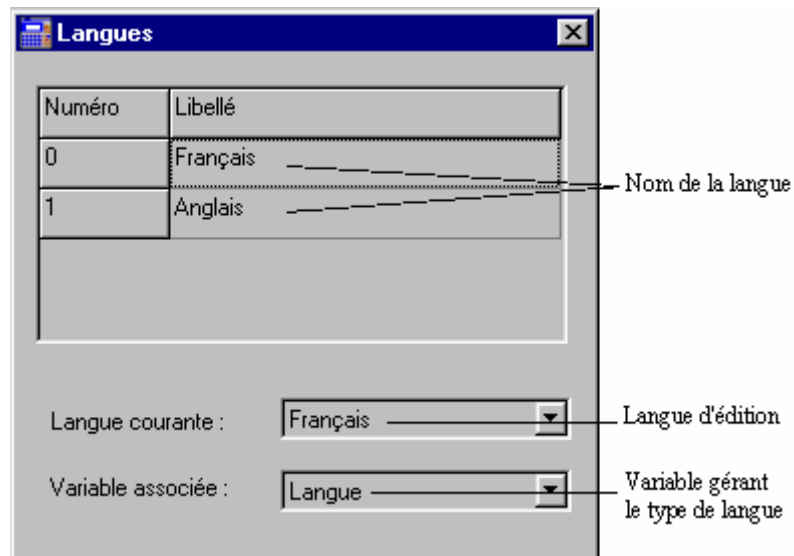 Langues
Numéro Libellé
0 Français
1 Anglais
Nom de la langue
Langue courante : Français
Langue d'édition
Variable associée : Langue
Variable gérant
le type de langue